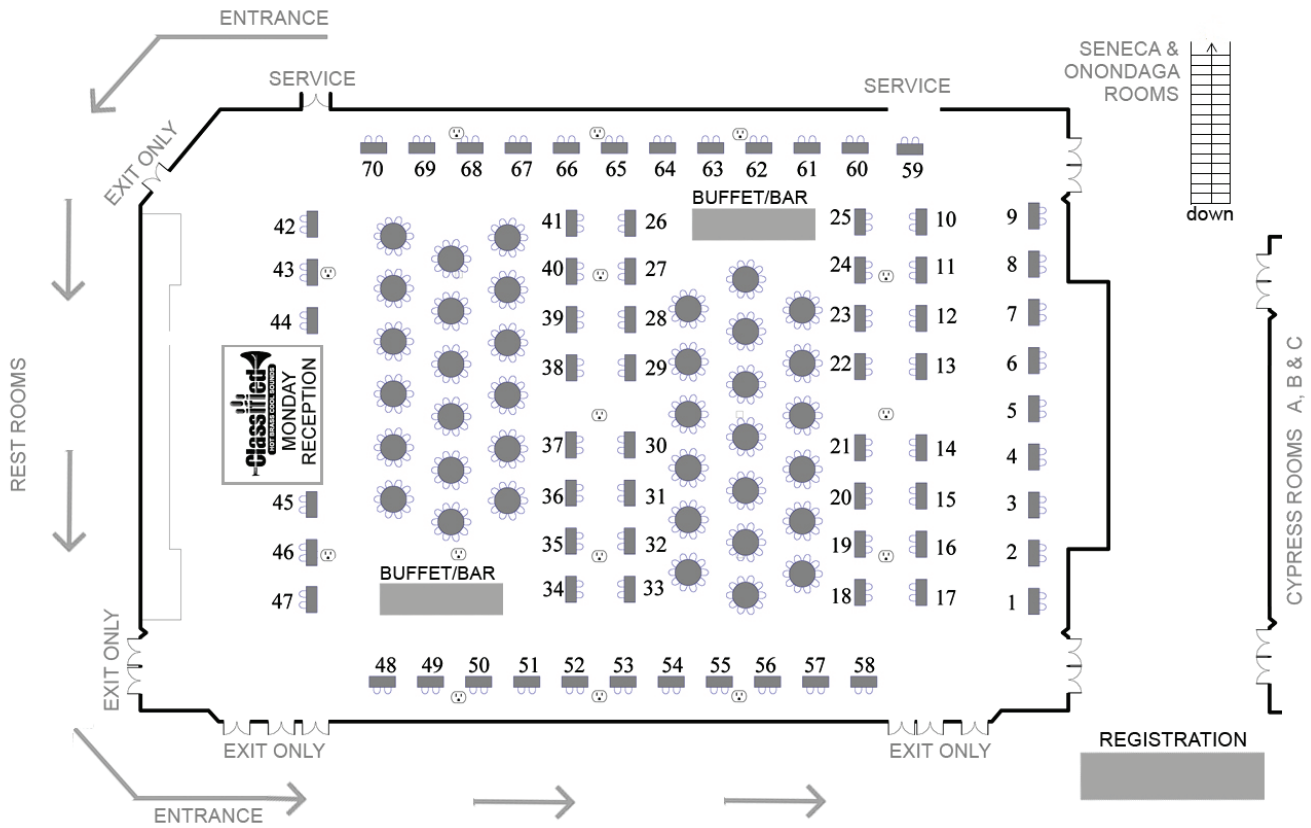 ENTRANCE
SERVICE
SERVICE
SENECA &
ONONDAGA
ROOMS
down
EXIT ONLY
70 69 68 67 66 65 64 63 62 61 60 59
BUFFET/BAR
42 41 26 25 10 9
43 40 27 24 11 8
44 39 28 23 12 7
38 29 22 13 6
Classified
HOT BRASS COOL SOUNDS
MONDAY
RECEPTION
5
37 30 21 14 4
45 36 31 20 15 3
46 35 32 19 16 2
BUFFET/BAR
47 34 33 18 17 1
REST ROOMS
CYPRESS ROOMS A, B & C
EXIT ONLY
48 49 50 51 52 53 54 55 56 57 58
EXIT ONLY
EXIT ONLY
REGISTRATION
ENTRANCE